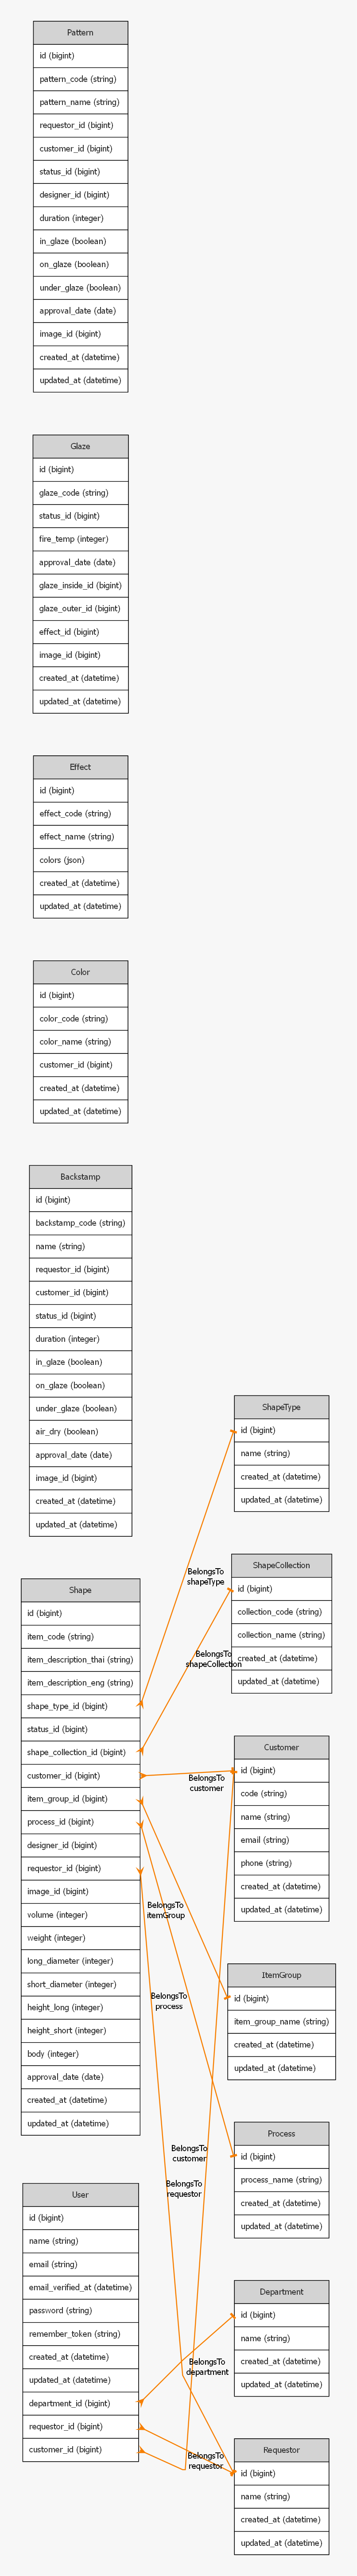 Pattern
id (bigint)
pattern_code (string)
pattern_name (string)
requestor_id (bigint)
customer_id (bigint)
status_id (bigint)
designer_id (bigint)
duration (integer)
in_glaze (boolean)
on_glaze (boolean)
under_glaze (boolean)
approval_date (date)
image_id (bigint)
created_at (datetime)
updated_at (datetime)
Glaze
id (bigint)
glaze_code (string)
status_id (bigint)
fire_temp (integer)
approval_date (date)
glaze_inside_id (bigint)
glaze_outer_id (bigint)
effect_id (bigint)
image_id (bigint)
created_at (datetime)
updated_at (datetime)
Effect
id (bigint)
effect_code (string)
effect_name (string)
colors (json)
created_at (datetime)
updated_at (datetime)
Color
id (bigint)
color_code (string)
color_name (string)
customer_id (bigint)
created_at (datetime)
updated_at (datetime)
Backstamp
id (bigint)
backstamp_code (string)
name (string)
requestor_id (bigint)
customer_id (bigint)
status_id (bigint)
duration (integer)
in_glaze (boolean)
on_glaze (boolean)
under_glaze (boolean)
air_dry (boolean)
approval_date (date)
image_id (bigint)
created_at (datetime)
updated_at (datetime)
Shape
id (bigint)
item_code (string)
item_description_thai (string)
item_description_eng (string)
shape_type_id (bigint)
status_id (bigint)
shape_collection_id (bigint)
customer_id (bigint)
item_group_id (bigint)
process_id (bigint)
designer_id (bigint)
requestor_id (bigint)
image_id (bigint)
volume (integer)
weight (integer)
long_diameter (integer)
short_diameter (integer)
height_long (integer)
height_short (integer)
body (integer)
approval_date (date)
created_at (datetime)
updated_at (datetime)
User
id (bigint)
name (string)
email (string)
email_verified_at (datetime)
password (string)
remember_token (string)
created_at (datetime)
updated_at (datetime)
department_id (bigint)
requestor_id (bigint)
customer_id (bigint)
BelongsTo
shapeType
BelongsTo
shapeCollection
BelongsTo
customer
BelongsTo
itemGroup
BelongsTo
process
BelongsTo
customer
BelongsTo
requestor
BelongsTo
department
BelongsTo
requestor
ShapeType
id (bigint)
name (string)
created_at (datetime)
updated_at (datetime)
ShapeCollection
id (bigint)
collection_code (string)
collection_name (string)
created_at (datetime)
updated_at (datetime)
Customer
id (bigint)
code (string)
name (string)
email (string)
phone (string)
created_at (datetime)
updated_at (datetime)
ItemGroup
id (bigint)
item_group_name (string)
created_at (datetime)
updated_at (datetime)
Process
id (bigint)
process_name (string)
created_at (datetime)
updated_at (datetime)
Department
id (bigint)
name (string)
created_at (datetime)
updated_at (datetime)
Requestor
id (bigint)
name (string)
created_at (datetime)
updated_at (datetime)